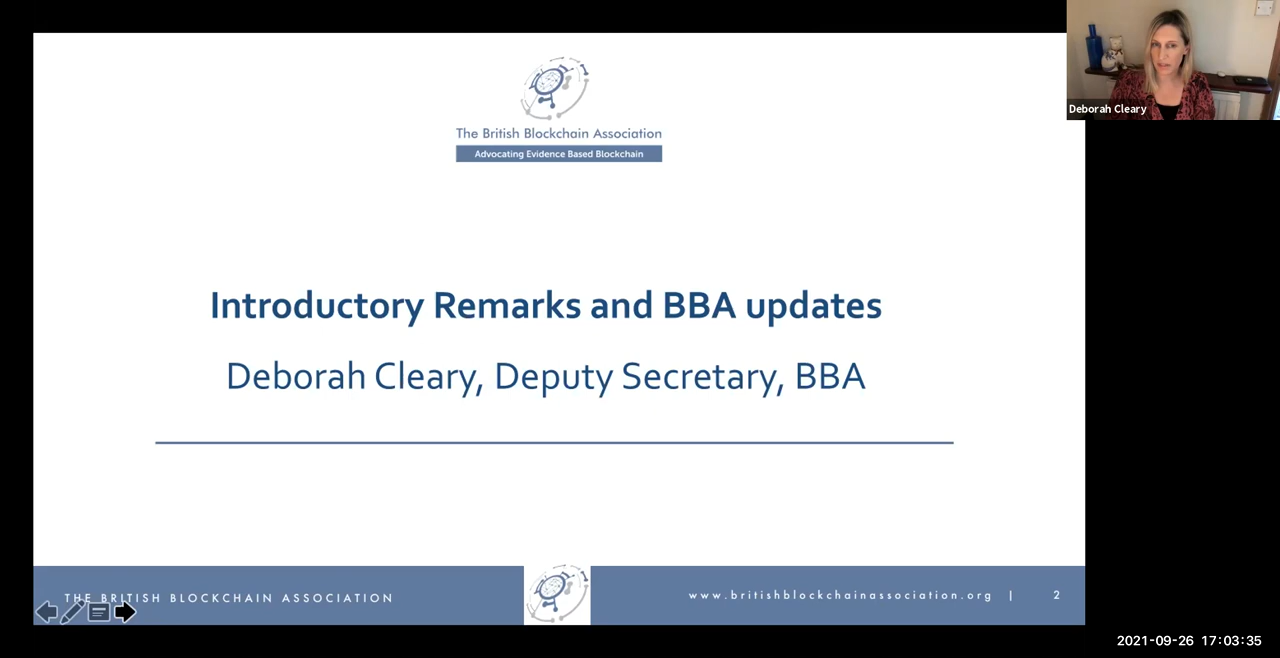 The British Blockchain Association
Advocating Evidence Based Blockchain
Deborah Cleary
Introductory Remarks and BBA updates
Deborah Cleary, Deputy Secretary, BBA
THE BRITISH BLOCKCHAIN ASSOCIATION
www.britishblockchainassociation.org | 2
2021-09-26 17:03:35